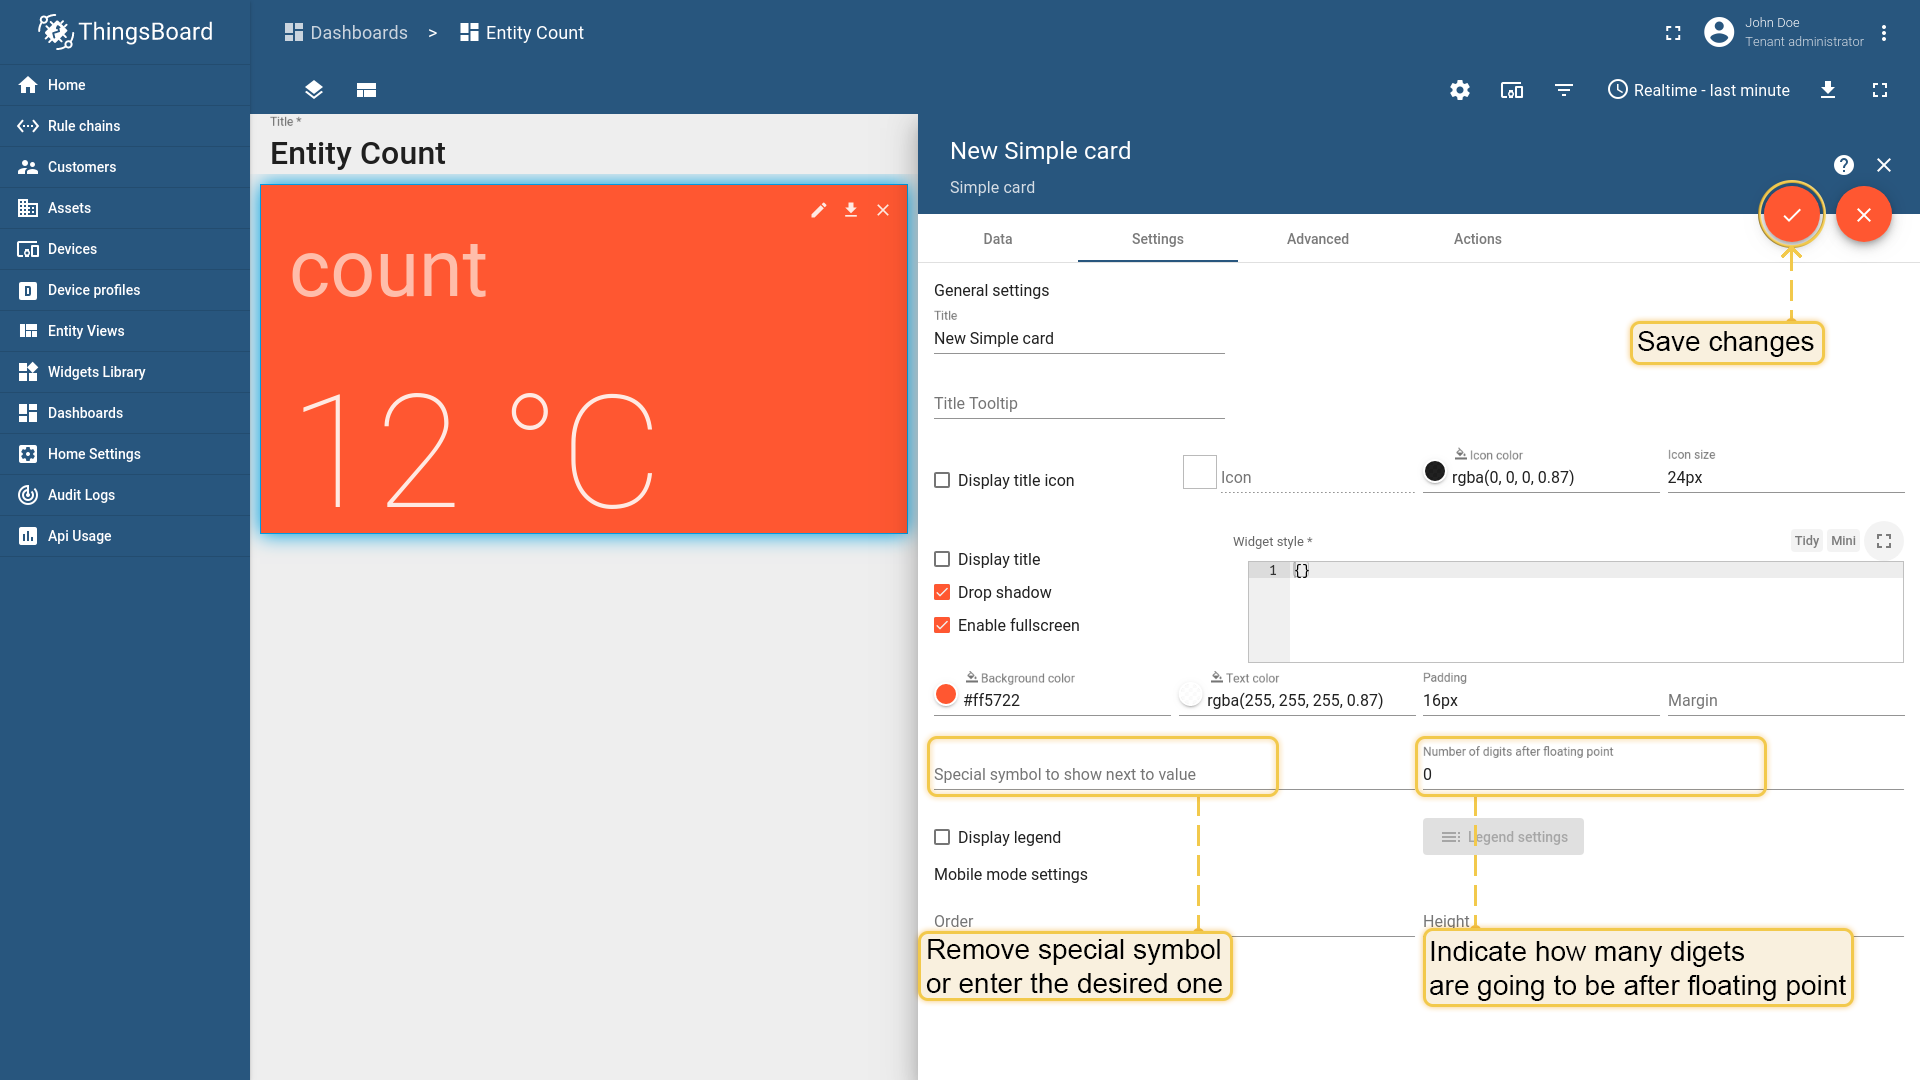 ThingsBoard
Dashboards > Entity Count
John Doe
Tenant administrator
Home
Rule chains
Customers
Assets
Devices
Device profiles
Entity Views
Widgets Library
Dashboards
Home Settings
Audit Logs
Api Usage
Realtime - last minute
Title *
Entity Count
count
12 °C
New Simple card
Simple card
Data Settings Advanced Actions
General settings
Title
New Simple card
Save changes
Title Tooltip
Display title icon
Icon
Icon color
rgba(0, 0, 0, 0.87)
Icon size
24px
Display title
Drop shadow
Enable fullscreen
Widget style *
Tidy Mini
1 {}
Background color
#ff5722
Text color
rgba(255, 255, 255, 0.87)
Padding
16px
Margin
Special symbol to show next to value
Number of digits after floating point
0
Display legend
Legend settings
Mobile mode settings
Order
Height
Remove special symbol
or enter the desired one
Indicate how many digets
are going to be after floating point